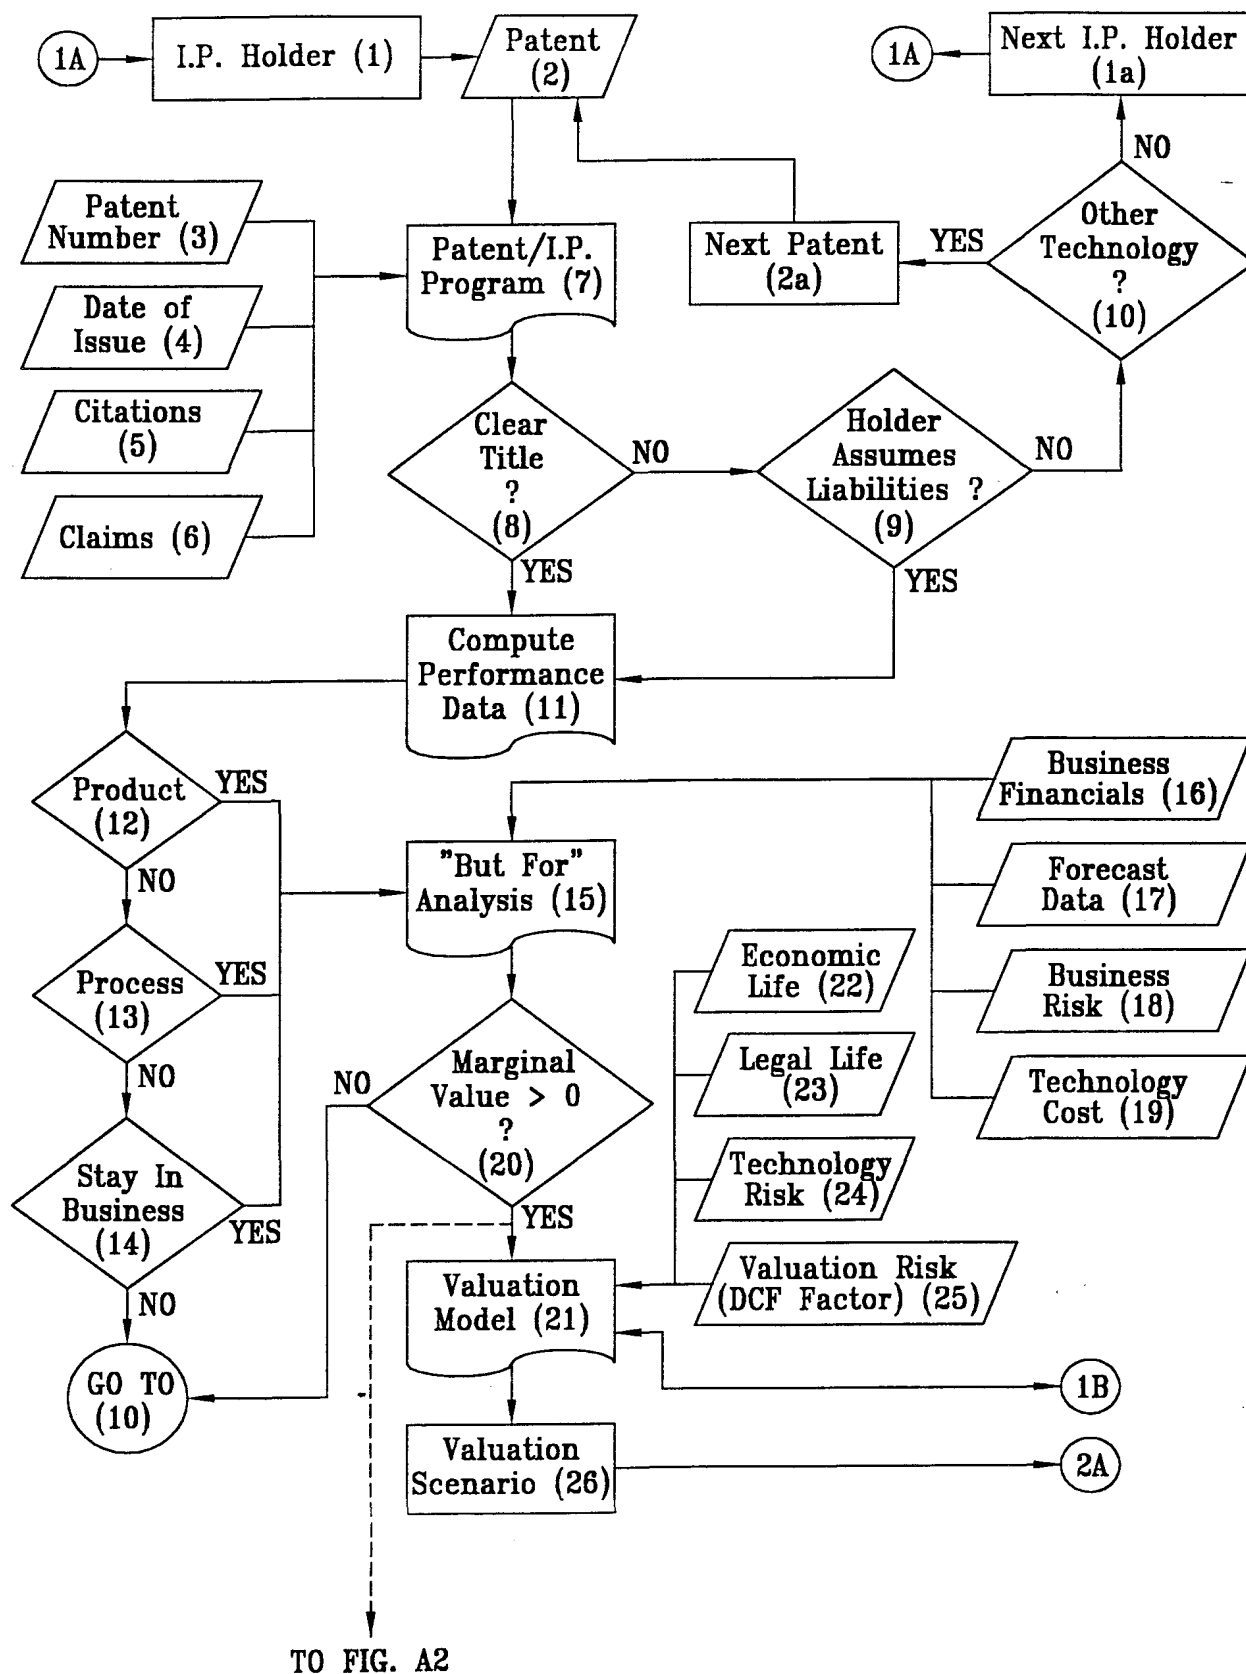 1A
I.P. Holder (1)
Patent
(2)
1A
Next I.P. Holder
(1a)
NO
Patent
Number (3)
Patent/I.P.
Program (7)
Next Patent
(2a)
YES
Other
Technology
?
(10)
Date of
Issue (4)
Citations
(5)
Claims (6)
Clear
Title
?
(8)
NO
Holder
Assumes
Liabilities ?
(9)
NO
YES
YES
Compute
Performance
Data (11)
Product
(12)
YES
NO
Business
Financials (16)
"But For"
Analysis (15)
Forecast
Data (17)
Process
(13)
YES
NO
Economic
Life (22)
Business
Risk (18)
Marginal
Value > 0
?
(20)
NO
YES
Legal Life
(23)
Technology
Cost (19)
Stay In
Business
(14)
YES
NO
Technology
Risk (24)
Valuation
Model (21)
Valuation Risk
(DCF Factor) (25)
GO TO
(10)
1B
Valuation
Scenario (26)
2A
TO FIG. A2